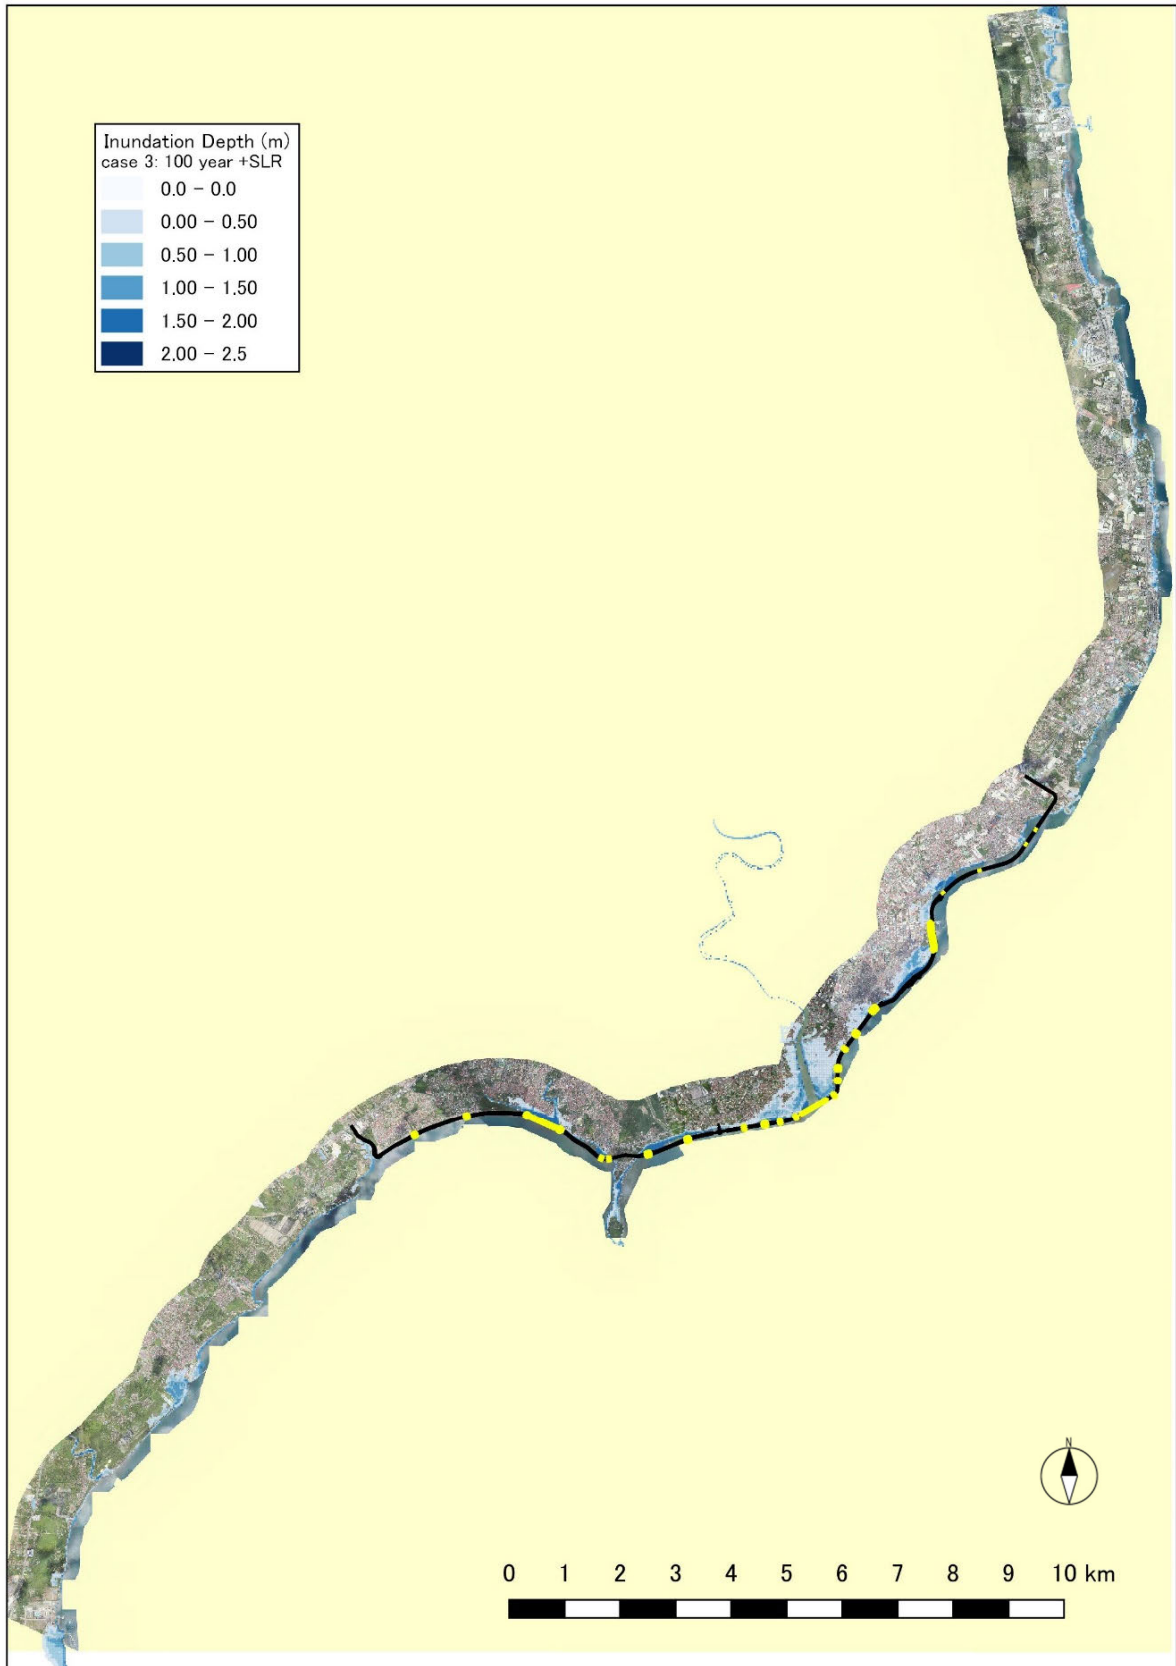 Inundation Depth (m)
case 3: 100 year +SLR
0.0 - 0.0
0.00 - 0.50
0.50 - 1.00
1.00 - 1.50
1.50 - 2.00
2.00 - 2.5
N
0 1 2 3 4 5 6 7 8 9 10 km